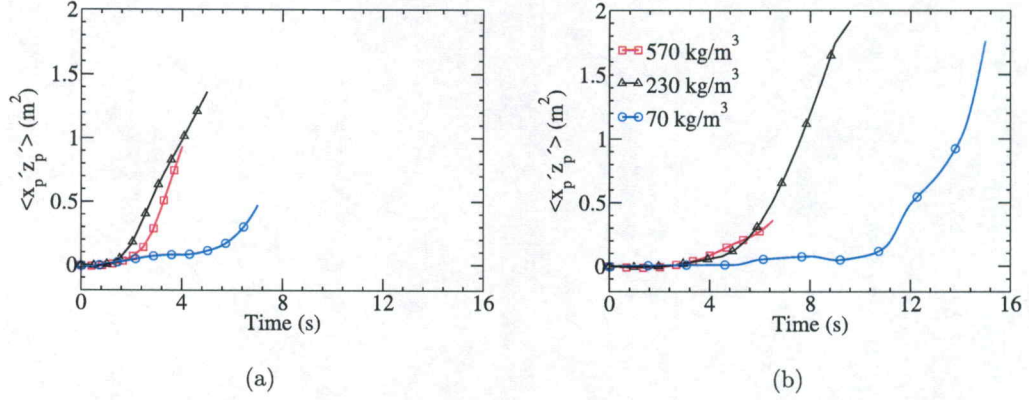 2
1.5
1
0.5
0
<x_p′z_p′> (m^2)
0 4 8 12 16
Time (s)
(a)
2
1.5
1
0.5
0
<x_p′z_p′> (m^2)
570 kg/m^3
230 kg/m^3
70 kg/m^3
0 4 8 12 16
Time (s)
(b)